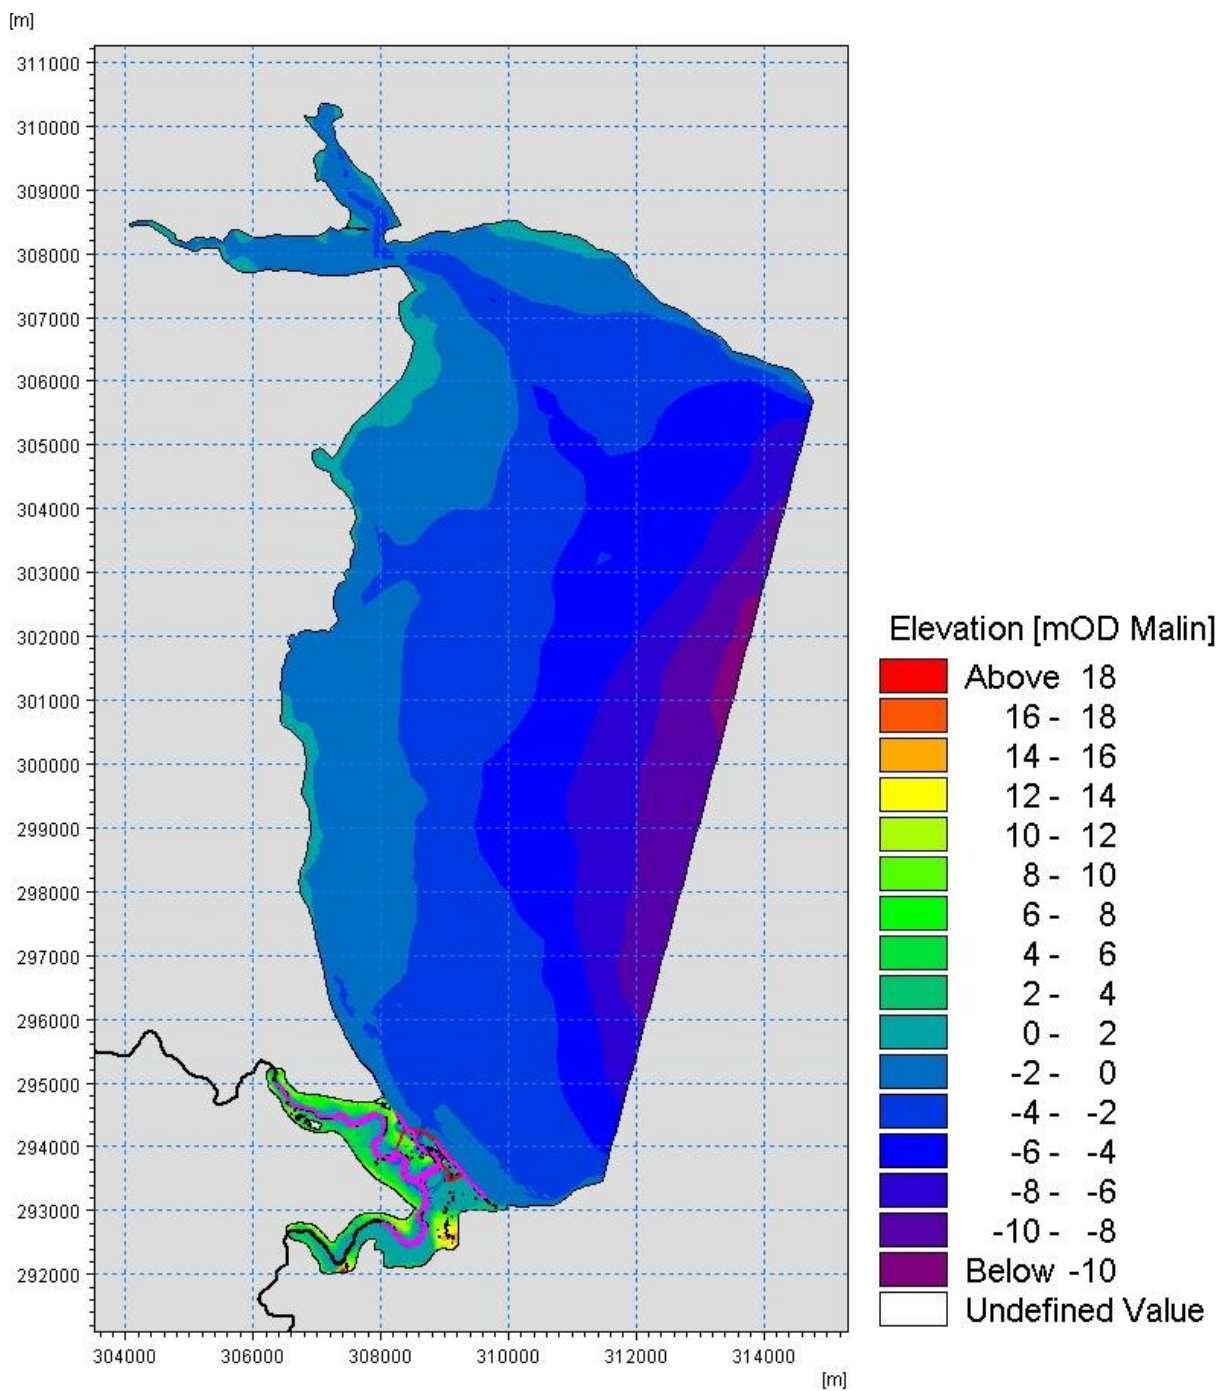 [m]
311000
310000
309000
308000
307000
306000
305000
304000
303000
302000
301000
300000
299000
298000
297000
296000
295000
294000
293000
292000
304000 306000 308000 310000 312000 314000
[m]
Elevation [mOD Malin]
Above 18
16 - 18
14 - 16
12 - 14
10 - 12
8 - 10
6 - 8
4 - 6
2 - 4
0 - 2
-2 - 0
-4 - -2
-6 - -4
-8 - -6
-10 - -8
Below -10
Undefined Value